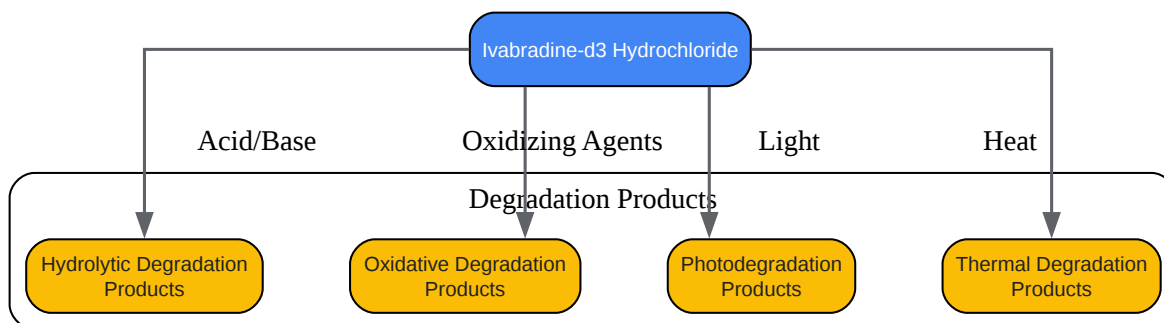 Ivabradine-d3 Hydrochloride
Acid/Base
Oxidizing Agents
Light
Heat
Degradation Products
Hydrolytic Degradation
Products
Oxidative Degradation
Products
Photodegradation
Products
Thermal Degradation
Products